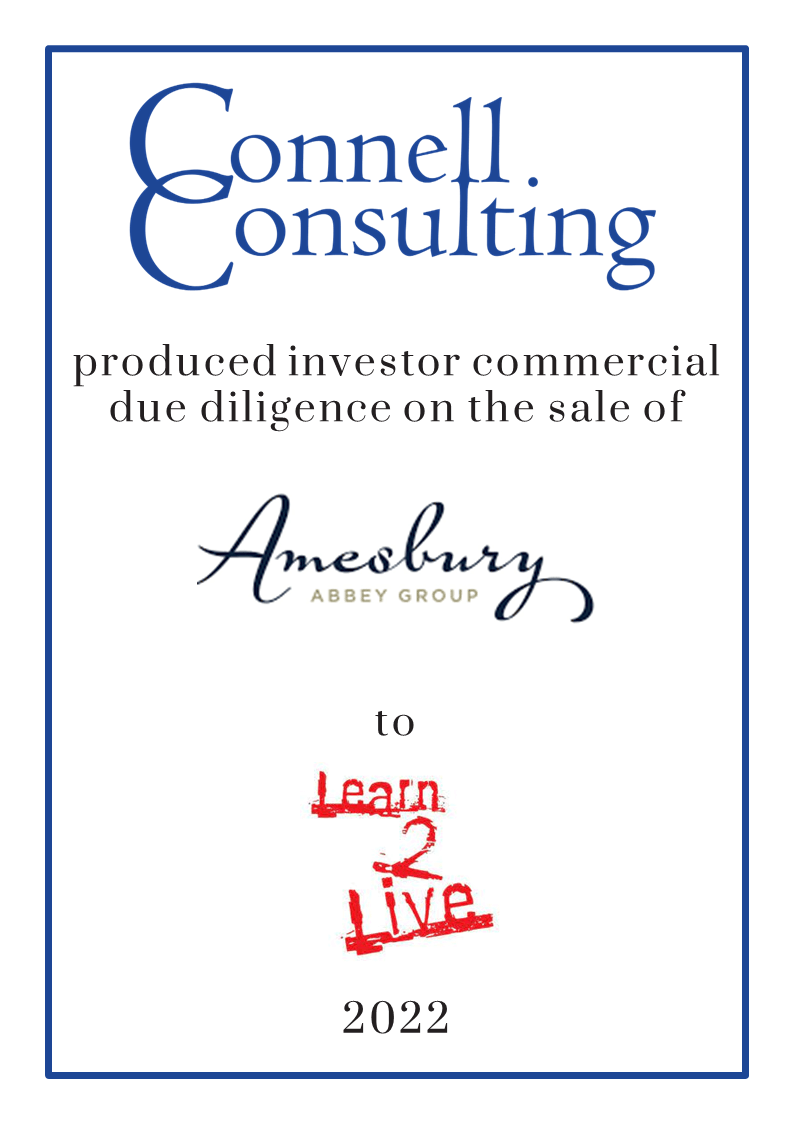 Connell
Consulting
produced investor commercial
due diligence on the sale of
Amesbury
ABBEY GROUP
to
Learn
2
Live
2022